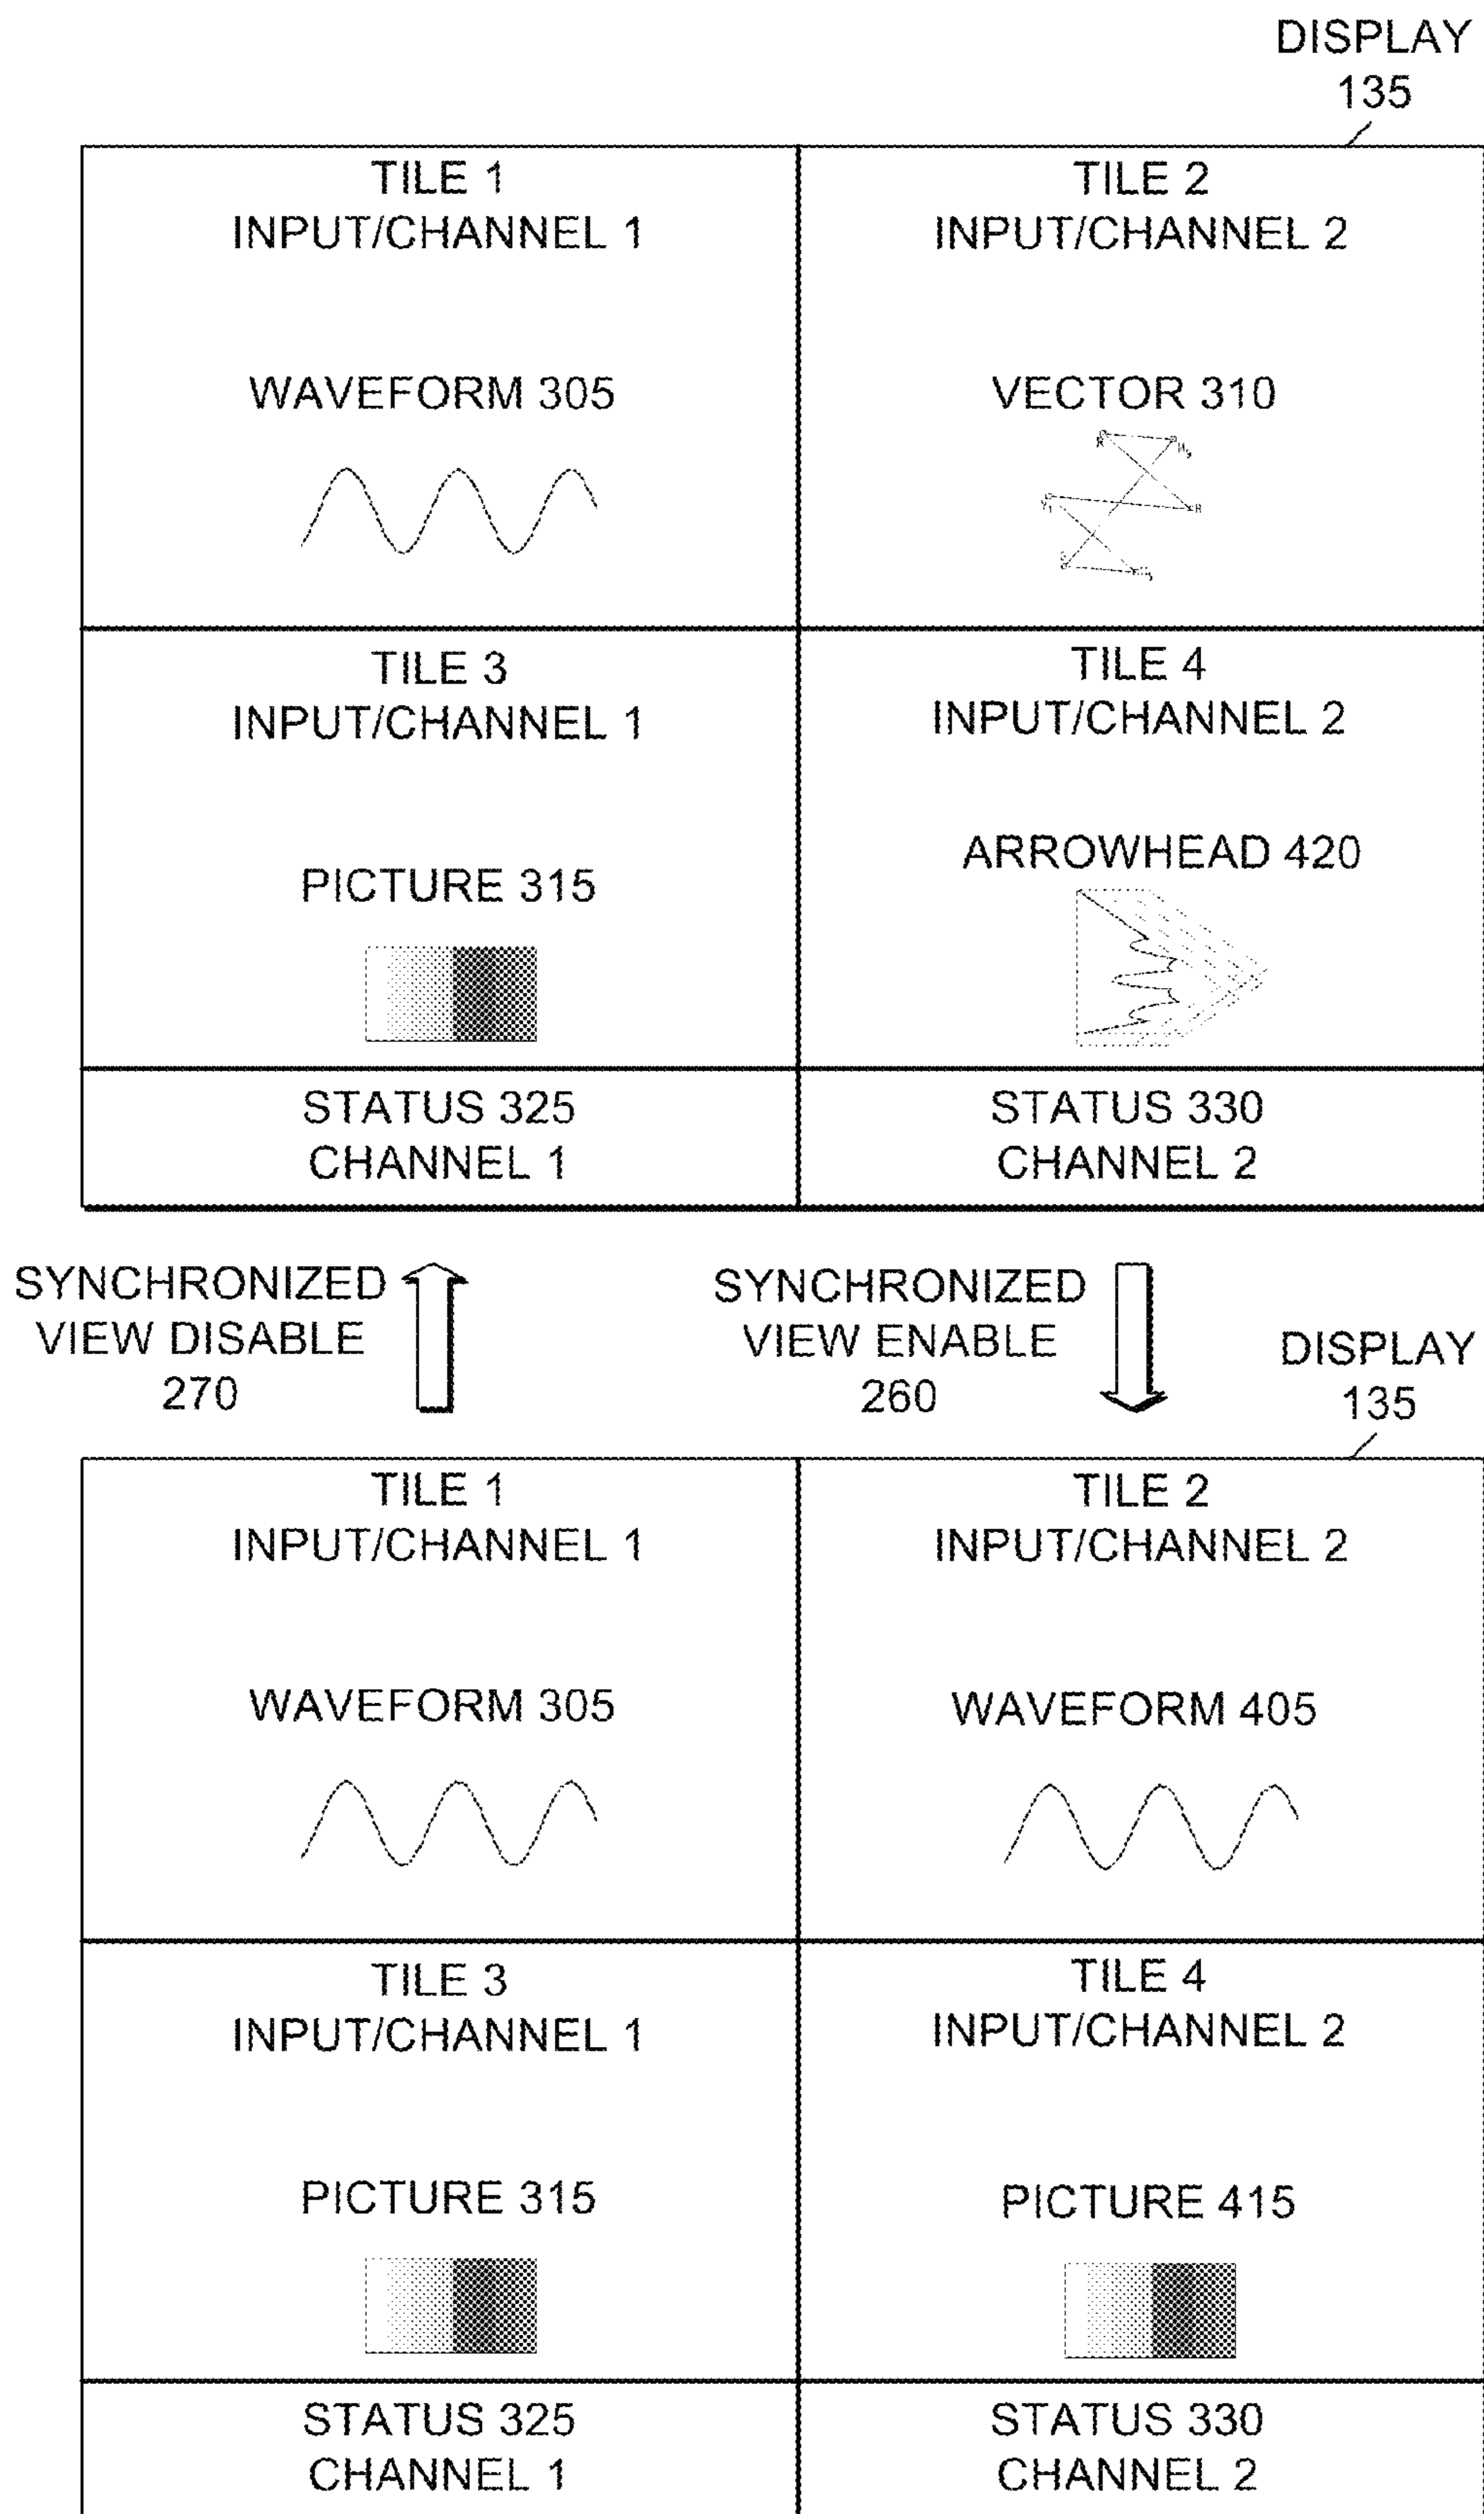 DISPLAY
135
TILE 1
INPUT/CHANNEL 1
WAVEFORM 305
TILE 2
INPUT/CHANNEL 2
VECTOR 310
TILE 3
INPUT/CHANNEL 1
PICTURE 315
TILE 4
INPUT/CHANNEL 2
ARROWHEAD 420
STATUS 325
CHANNEL 1
STATUS 330
CHANNEL 2
SYNCHRONIZED
VIEW DISABLE
270
SYNCHRONIZED
VIEW ENABLE
260
DISPLAY
135
TILE 1
INPUT/CHANNEL 1
WAVEFORM 305
TILE 2
INPUT/CHANNEL 2
WAVEFORM 405
TILE 3
INPUT/CHANNEL 1
PICTURE 315
TILE 4
INPUT/CHANNEL 2
PICTURE 415
STATUS 325
CHANNEL 1
STATUS 330
CHANNEL 2